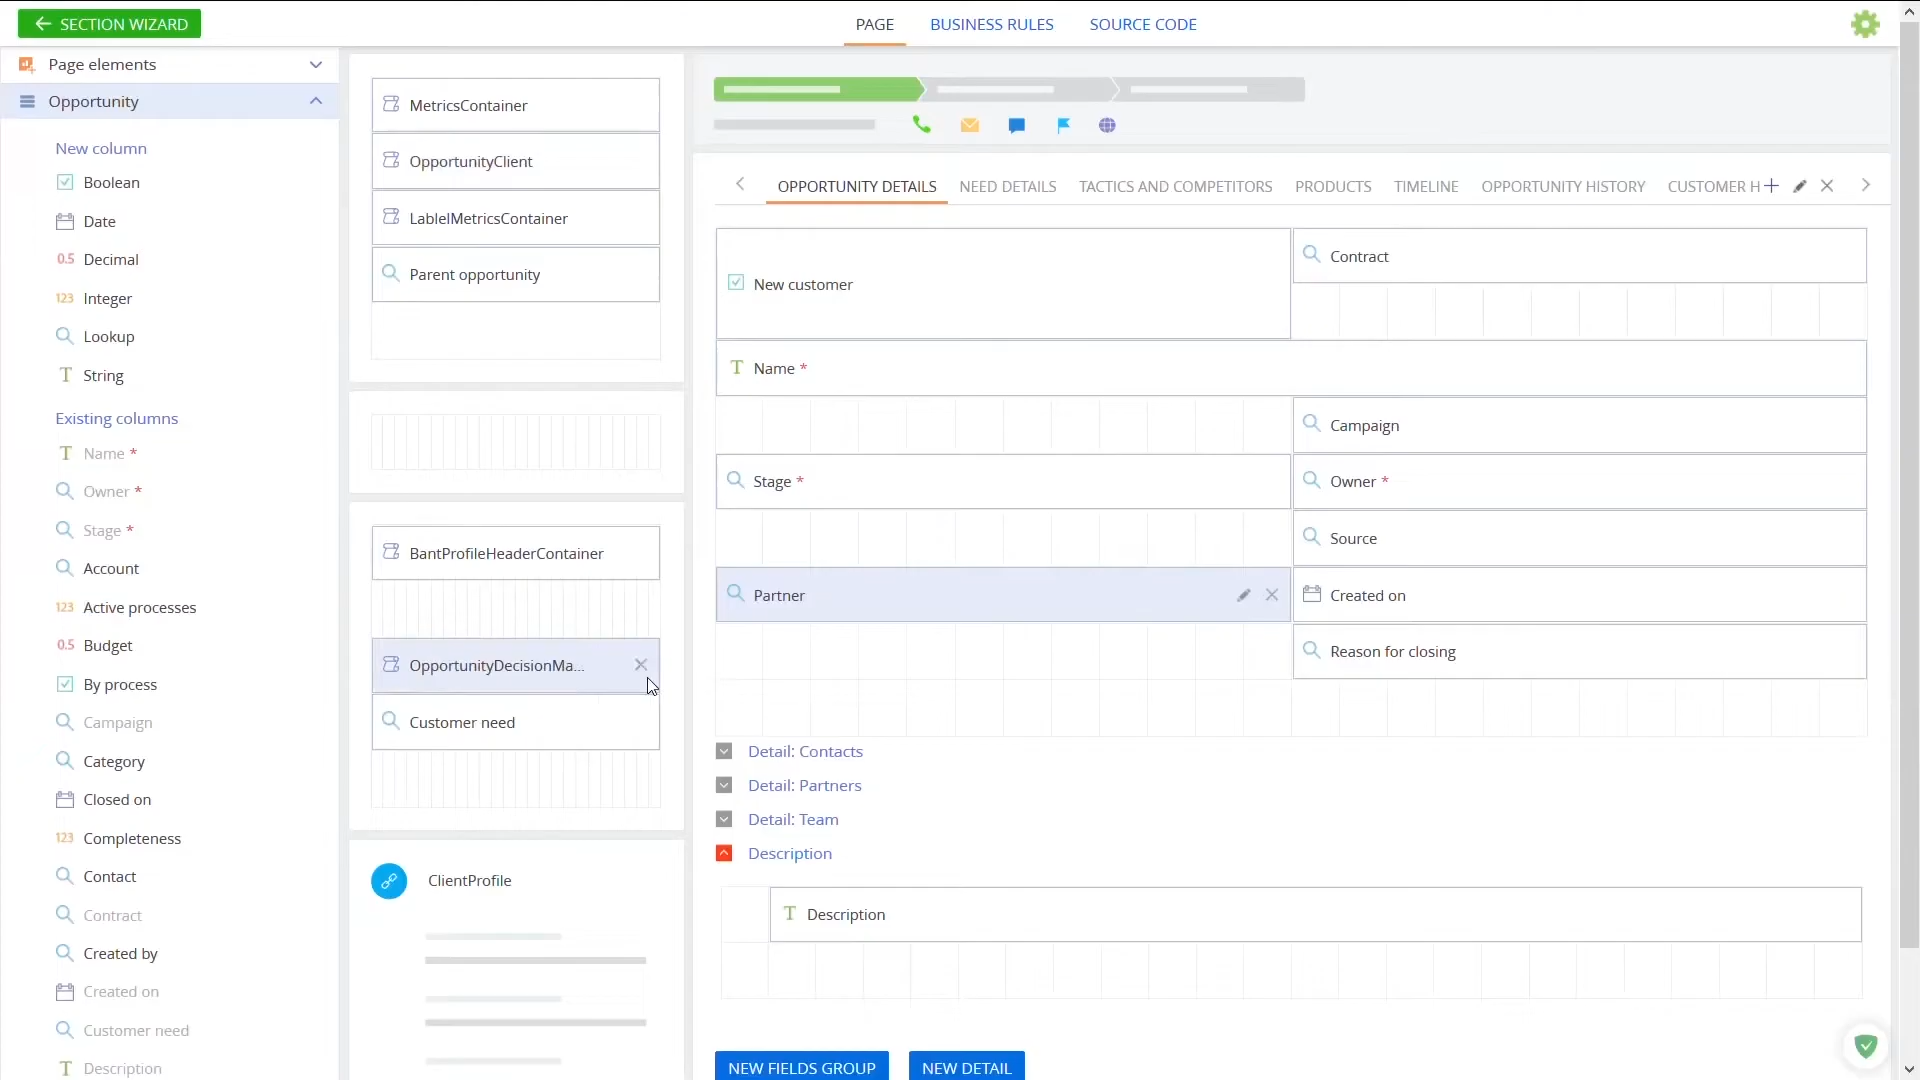 SECTION WIZARD
PAGE
BUSINESS RULES
SOURCE CODE
Page elements
Opportunity
New column
Boolean
Date
0.5 Decimal
123 Integer
Lookup
T String
Existing columns
T Name *
Owner *
Stage *
Account
123 Active processes
0.5 Budget
By process
Campaign
Category
Closed on
123 Completeness
Contact
Contract
Created by
Created on
Customer need
T Description
MetricsContainer
OpportunityClient
LablelMetricsContainer
Parent opportunity
BantProfileHeaderContainer
OpportunityDecisionMa...
Customer need
ClientProfile
OPPORTUNITY DETAILS
NEED DETAILS
TACTICS AND COMPETITORS
PRODUCTS
TIMELINE
OPPORTUNITY HISTORY
CUSTOMER H
New customer
Contract
T Name *
Campaign
Stage *
Owner *
Source
Partner
Created on
Reason for closing
Detail: Contacts
Detail: Partners
Detail: Team
Description
T Description
NEW FIELDS GROUP
NEW DETAIL